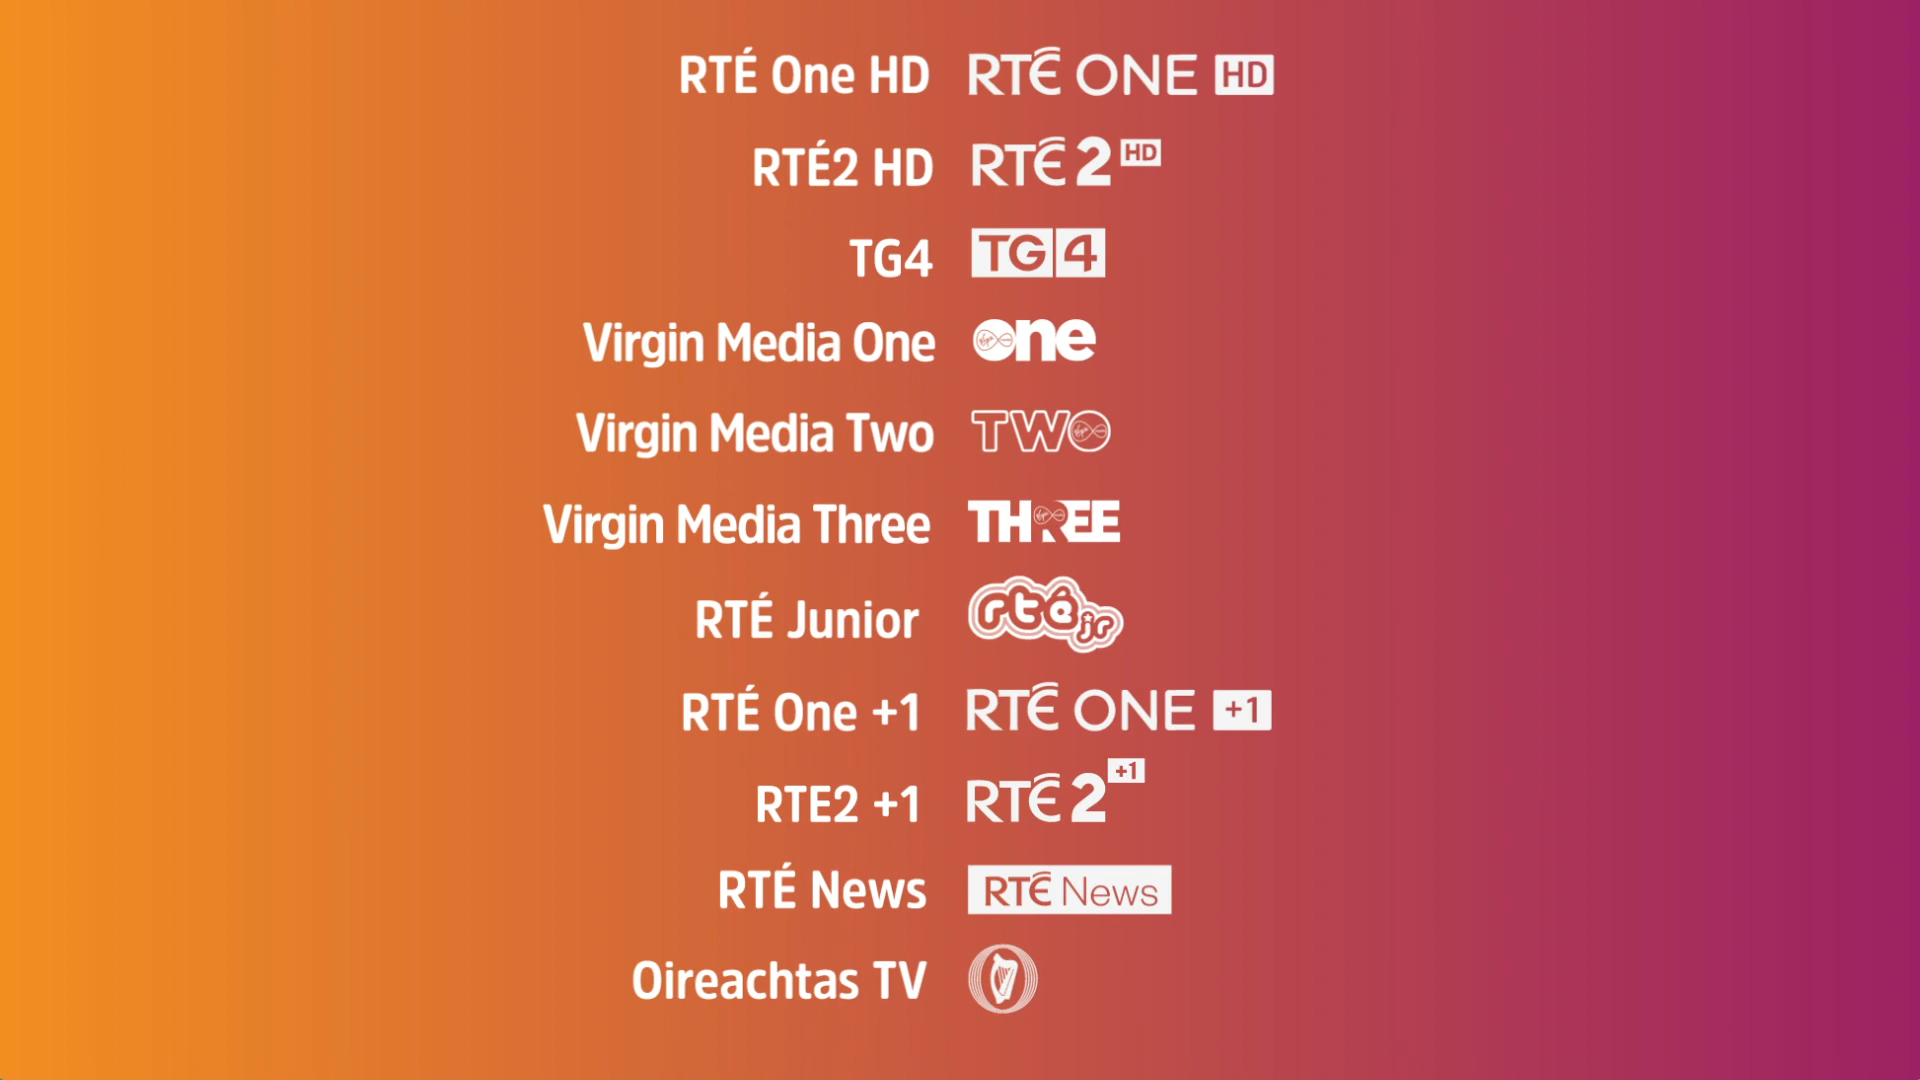 RTÉ One HD RTÉ ONE HD
RTÉ2 HD RTÉ 2 HD
TG4 TG4
Virgin Media One one
Virgin Media Two TWO
Virgin Media Three THREE
RTÉ Junior rté jr
RTÉ One +1 RTÉ ONE +1
RTE2 +1 RTÉ 2 +1
RTÉ News RTÉ News
Oireachtas TV